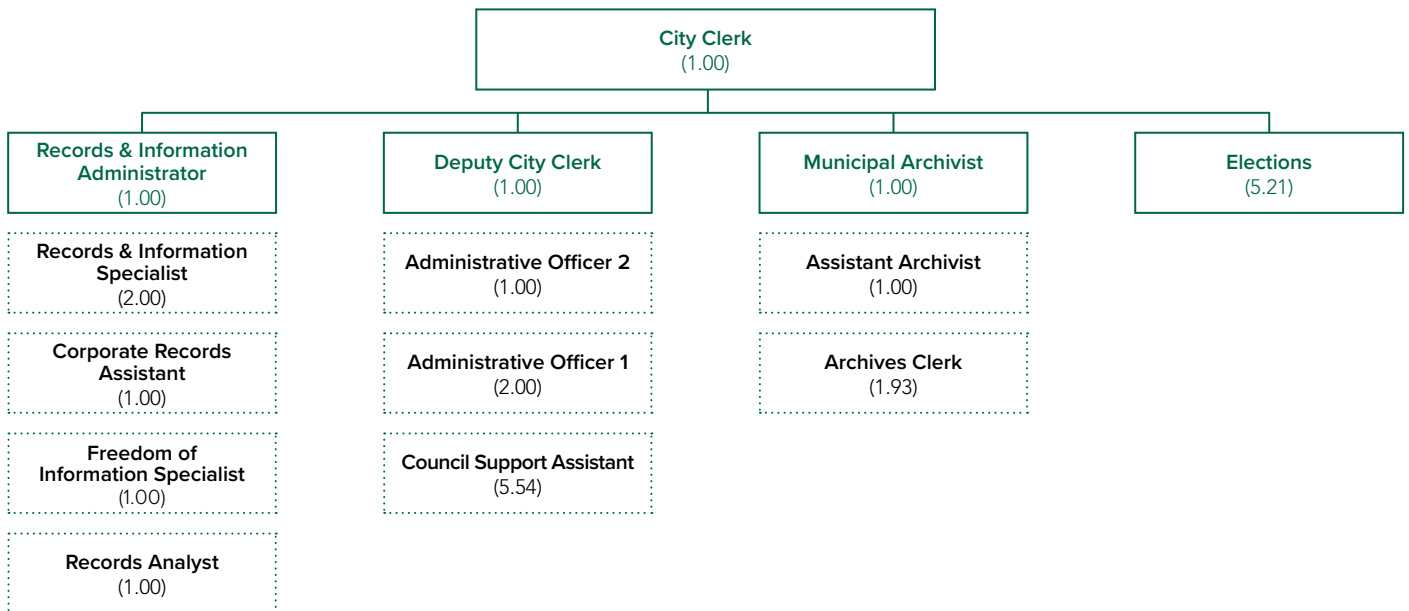 City Clerk
(1.00)
Records & Information
Administrator
(1.00)
Deputy City Clerk
(1.00)
Municipal Archivist
(1.00)
Elections
(5.21)
Records & Information
Specialist
(2.00)
Administrative Officer 2
(1.00)
Assistant Archivist
(1.00)
Corporate Records
Assistant
(1.00)
Administrative Officer 1
(2.00)
Archives Clerk
(1.93)
Freedom of
Information Specialist
(1.00)
Council Support Assistant
(5.54)
Records Analyst
(1.00)